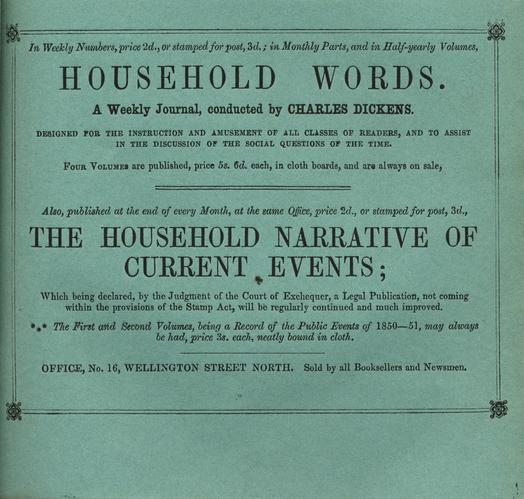 In Weekly Numbers, price 2d., or stamped for post, 3d.; in Monthly Parts, and in Half-yearly Volumes,
HOUSEHOLD WORDS.
A Weekly Journal, conducted by CHARLES DICKENS.
DESIGNED FOR THE INSTRUCTION AND AMUSEMENT OF ALL CLASSES OF READERS, AND TO ASSIST
IN THE DISCUSSION OF THE SOCIAL QUESTIONS OF THE TIME.
FOUR VOLUMES are published, price 5s. 6d. each, in cloth boards, and are always on sale,
Also, published at the end of every Month, at the same Office, price 2d., or stamped for post, 3d.,
THE HOUSEHOLD NARRATIVE OF
CURRENT EVENTS;
Which being declared, by the Judgment of the Court of Exchequer, a Legal Publication, not coming
within the provisions of the Stamp Act, will be regularly continued and much improved.
*⁎* The First and Second Volumes, being a Record of the Public Events of 1850—51, may always
be had, price 3s. each, neatly bound in cloth.
OFFICE, No. 16, WELLINGTON STREET NORTH. Sold by all Booksellers and Newsmen.